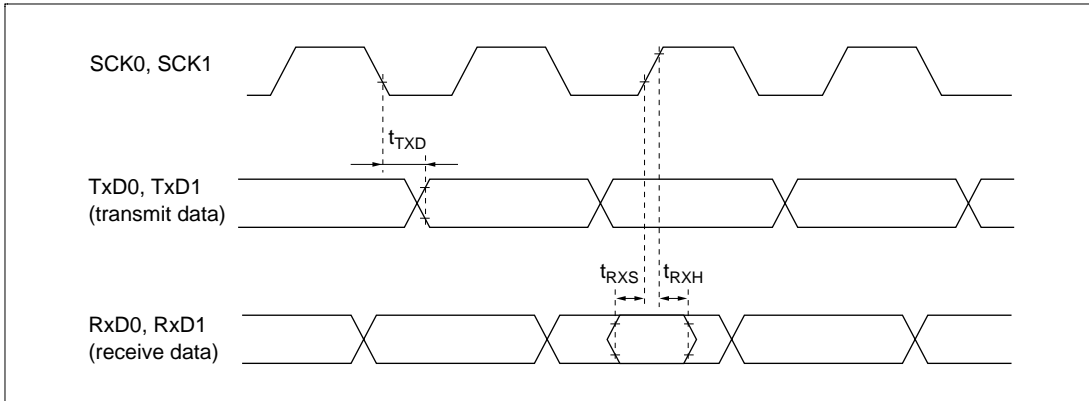 SCK0, SCK1
tTXD
TxD0, TxD1
(transmit data)
tRXS tRXH
RxD0, RxD1
(receive data)